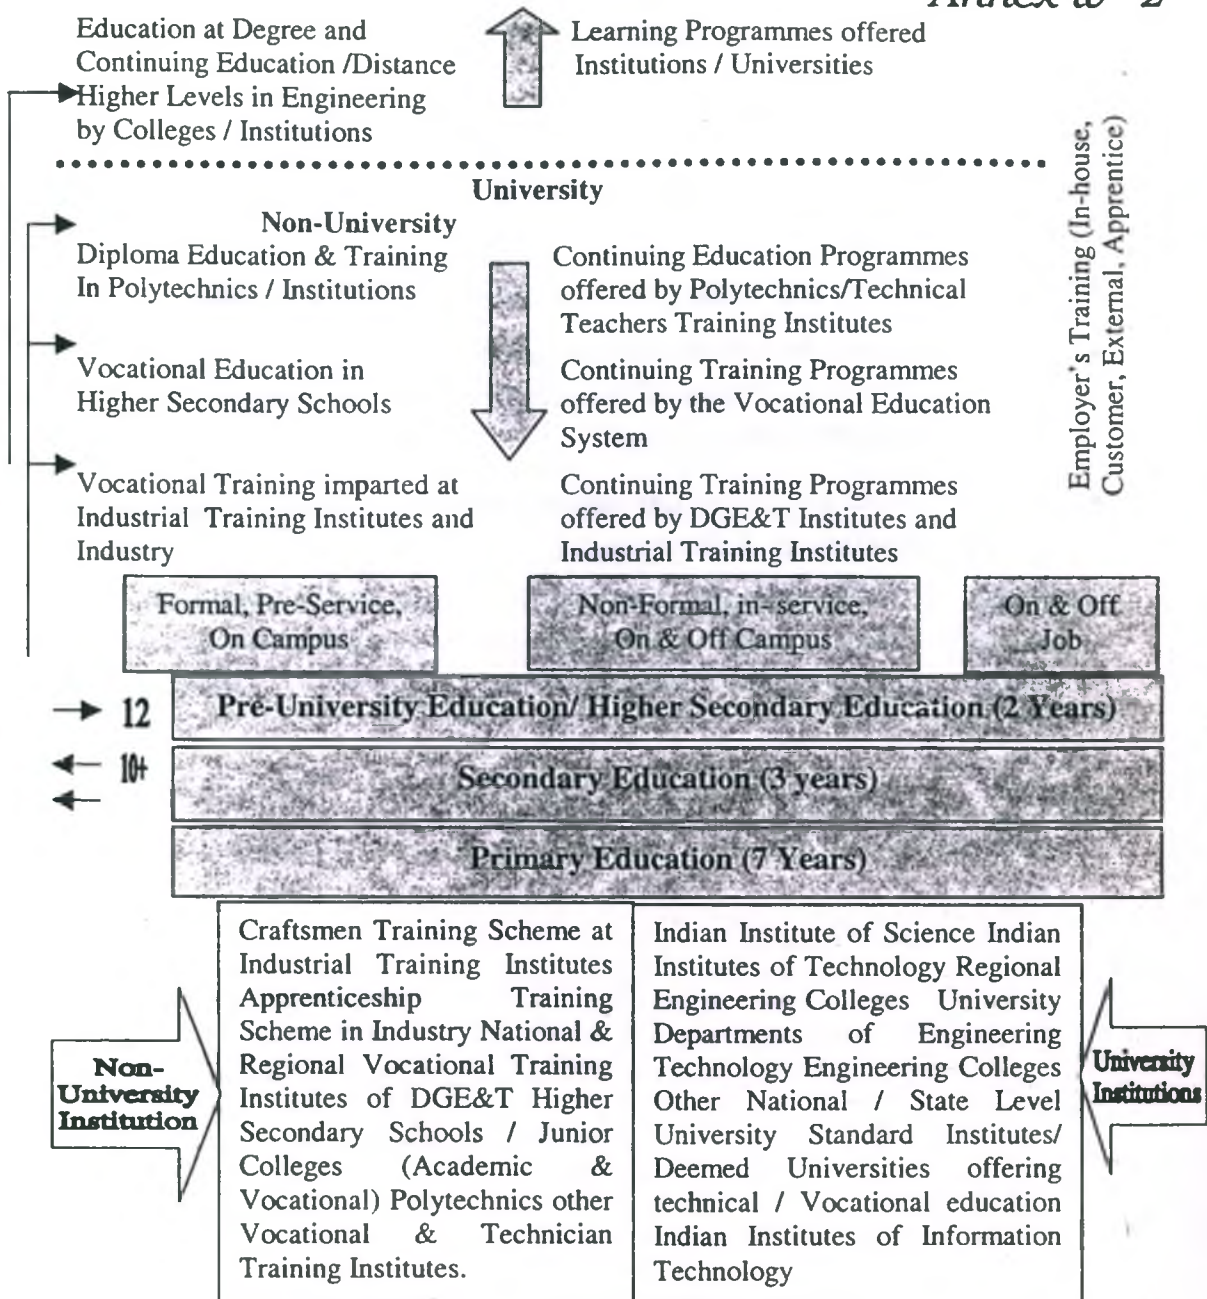 Annex w - 2
Education at Degree and
Continuing Education /Distance
Higher Levels in Engineering
by Colleges / Institutions
Learning Programmes offered
Institutions / Universities
University
Non-University
Diploma Education & Training
In Polytechnics / Institutions
Continuing Education Programmes
offered by Polytechnics/Technical
Teachers Training Institutes
Vocational Education in
Higher Secondary Schools
Continuing Training Programmes
offered by the Vocational Education
System
Vocational Training imparted at
Industrial Training Institutes and
Industry
Continuing Training Programmes
offered by DGE&T Institutes and
Industrial Training Institutes
Employer's Training (In-house,
Customer, External, Apprentice)
Formal, Pre-Service,
On Campus
Non-Formal, in-service,
On & Off Campus
On & Off
Job
12
Pre-University Education/ Higher Secondary Education (2 Years)
10+
Secondary Education (3 years)
Primary Education (7 Years)
Non-
University
Institution
Craftsmen Training Scheme at
Industrial Training Institutes
Apprenticeship Training
Scheme in Industry National &
Regional Vocational Training
Institutes of DGE&T Higher
Secondary Schools / Junior
Colleges (Academic &
Vocational) Polytechnics other
Vocational & Technician
Training Institutes.
Indian Institute of Science Indian
Institutes of Technology Regional
Engineering Colleges University
Departments of Engineering
Technology Engineering Colleges
Other National / State Level
University Standard Institutes/
Deemed Universities offering
technical / Vocational education
Indian Institutes of Information
Technology
University
Institutions